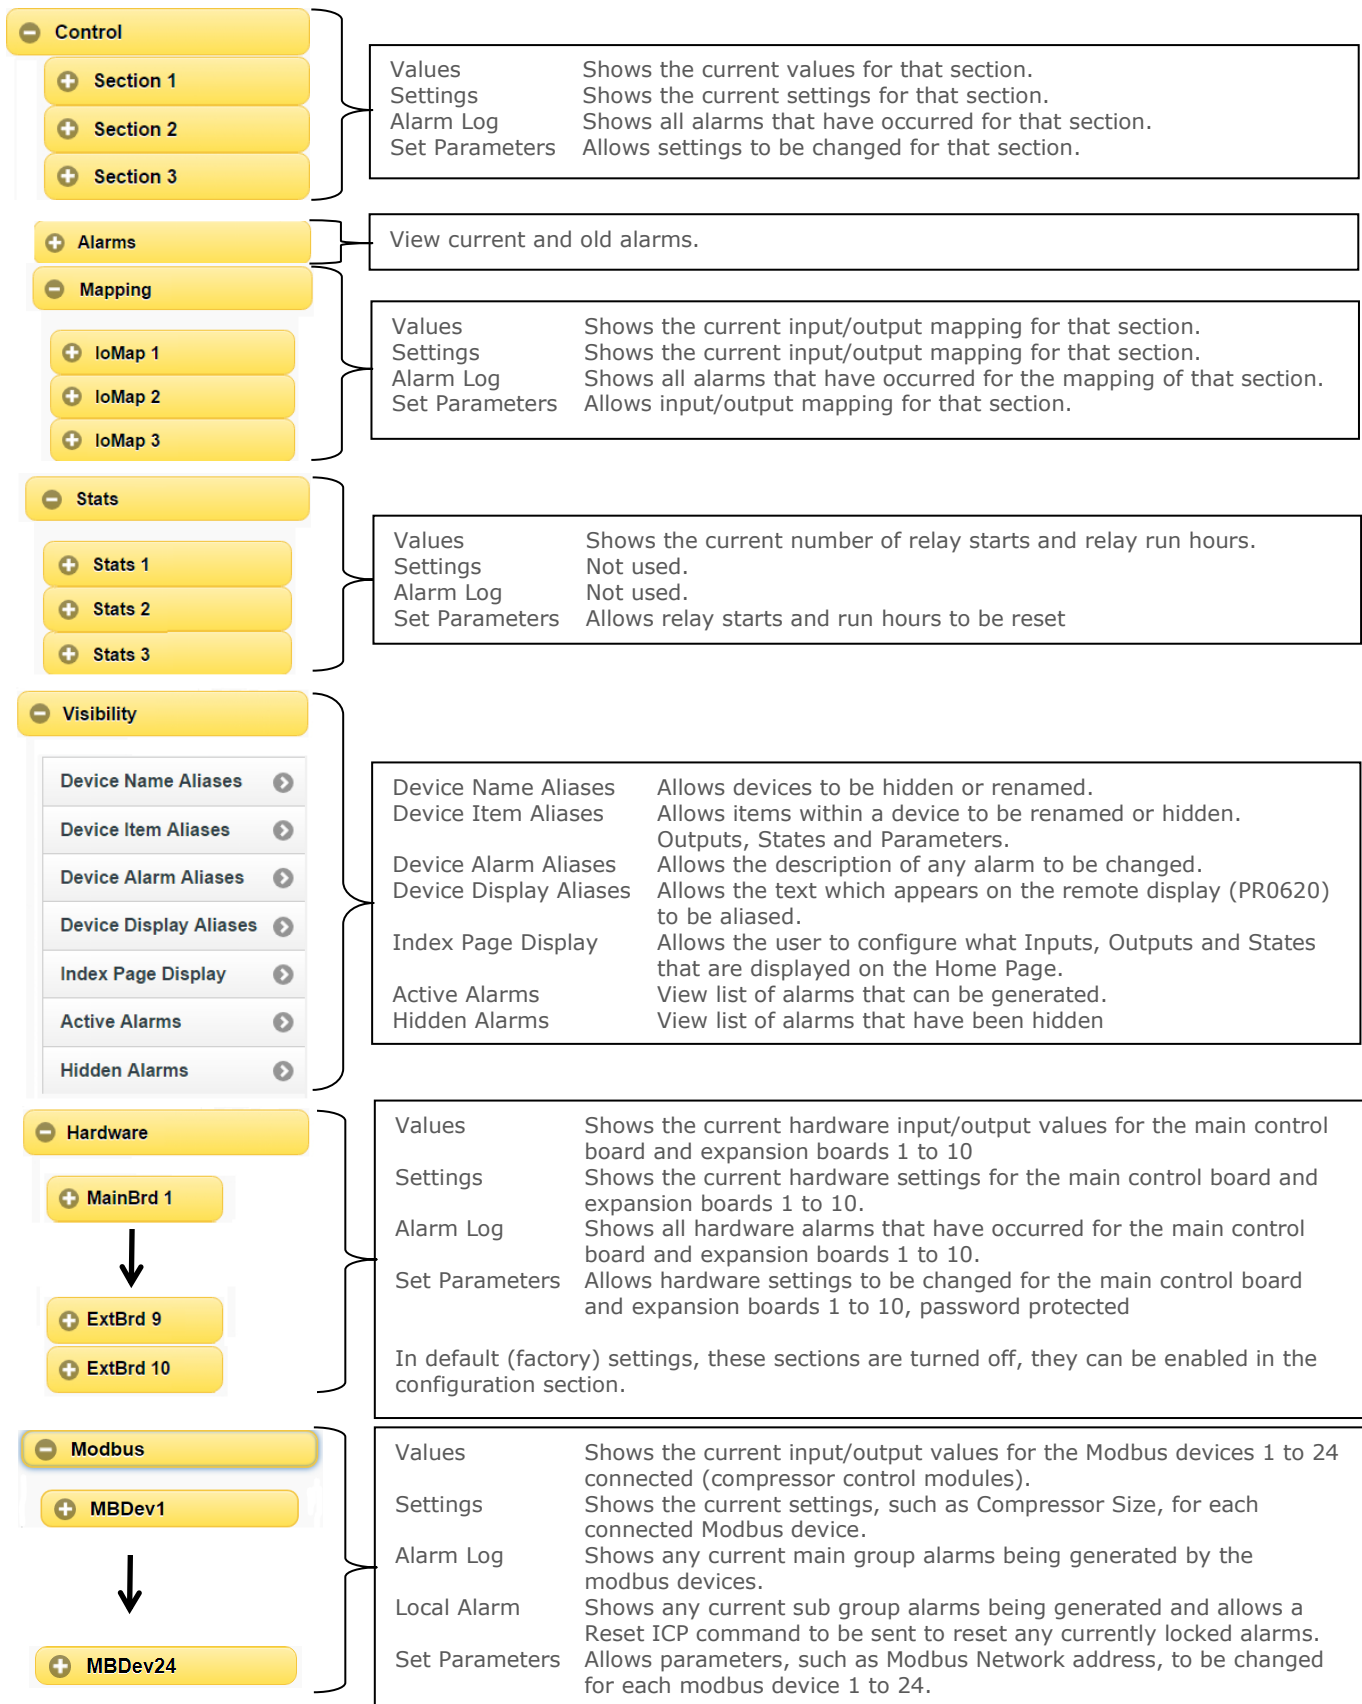 Control
Section 1
Section 2
Section 3
Values Shows the current values for that section.
Settings Shows the current settings for that section.
Alarm Log Shows all alarms that have occurred for that section.
Set Parameters Allows settings to be changed for that section.
Alarms
View current and old alarms.
Mapping
IoMap 1
IoMap 2
IoMap 3
Values Shows the current input/output mapping for that section.
Settings Shows the current input/output mapping for that section.
Alarm Log Shows all alarms that have occurred for the mapping of that section.
Set Parameters Allows input/output mapping for that section.
Stats
Stats 1
Stats 2
Stats 3
Values Shows the current number of relay starts and relay run hours.
Settings Not used.
Alarm Log Not used.
Set Parameters Allows relay starts and run hours to be reset
Visibility
Device Name Aliases
Device Item Aliases
Device Alarm Aliases
Device Display Aliases
Index Page Display
Active Alarms
Hidden Alarms
Device Name Aliases Allows devices to be hidden or renamed.
Device Item Aliases Allows items within a device to be renamed or hidden.
Outputs, States and Parameters.
Device Alarm Aliases Allows the description of any alarm to be changed.
Device Display Aliases Allows the text which appears on the remote display (PR0620)
to be aliased.
Index Page Display Allows the user to configure what Inputs, Outputs and States
that are displayed on the Home Page.
Active Alarms View list of alarms that can be generated.
Hidden Alarms View list of alarms that have been hidden
Hardware
MainBrd 1
ExtBrd 9
ExtBrd 10
Values Shows the current hardware input/output values for the main control
board and expansion boards 1 to 10
Settings Shows the current hardware settings for the main control board and
expansion boards 1 to 10.
Alarm Log Shows all hardware alarms that have occurred for the main control
board and expansion boards 1 to 10.
Set Parameters Allows hardware settings to be changed for the main control board
and expansion boards 1 to 10, password protected
In default (factory) settings, these sections are turned off, they can be enabled in the
configuration section.
Modbus
MBDev1
MBDev24
Values Shows the current input/output values for the Modbus devices 1 to 24
connected (compressor control modules).
Settings Shows the current settings, such as Compressor Size, for each
connected Modbus device.
Alarm Log Shows any current main group alarms being generated by the
modbus devices.
Local Alarm Shows any current sub group alarms being generated and allows a
Reset ICP command to be sent to reset any currently locked alarms.
Set Parameters Allows parameters, such as Modbus Network address, to be changed
for each modbus device 1 to 24.